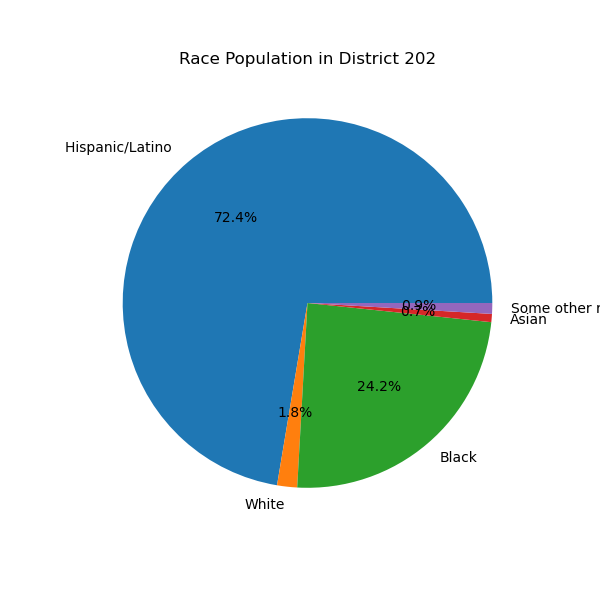 Race Population in District 202
Hispanic/Latino
72.4%
0.9%
Some other
0.7%
Asian
24.2%
1.8%
Black
White